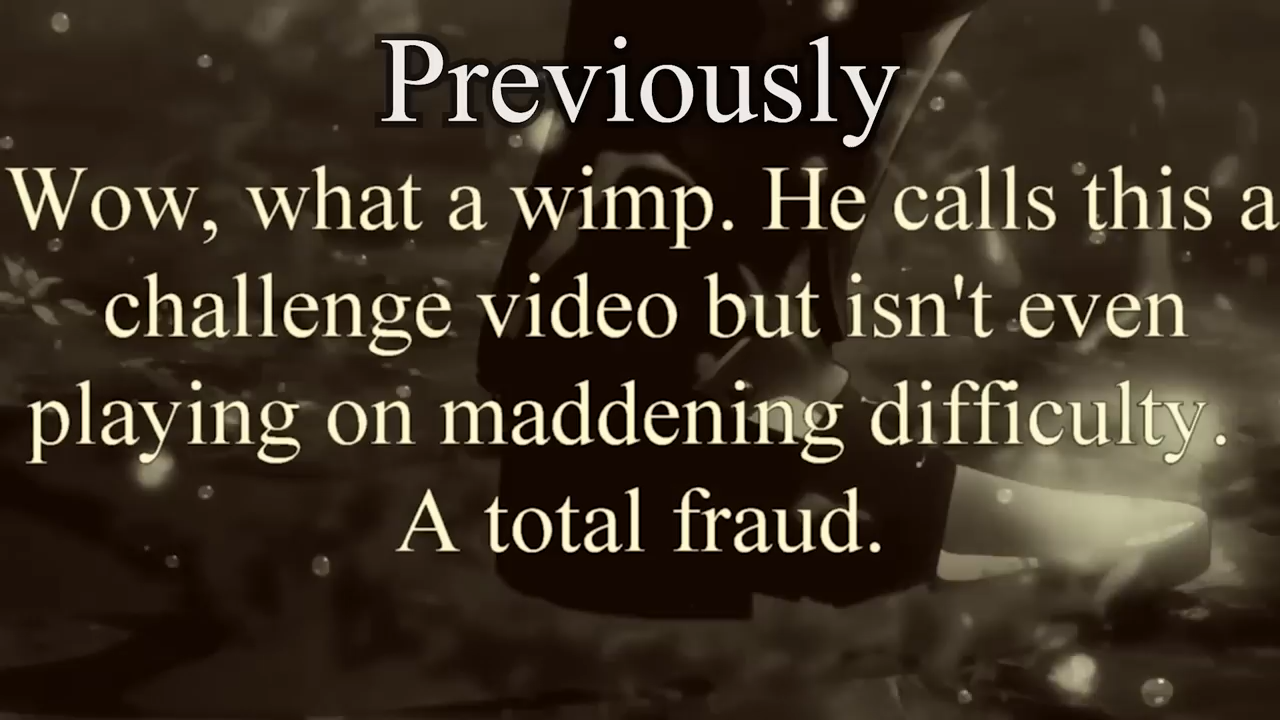 Previously
Wow, what a wimp. He calls this a
challenge video but isn't even
playing on maddening difficulty.
A total fraud.